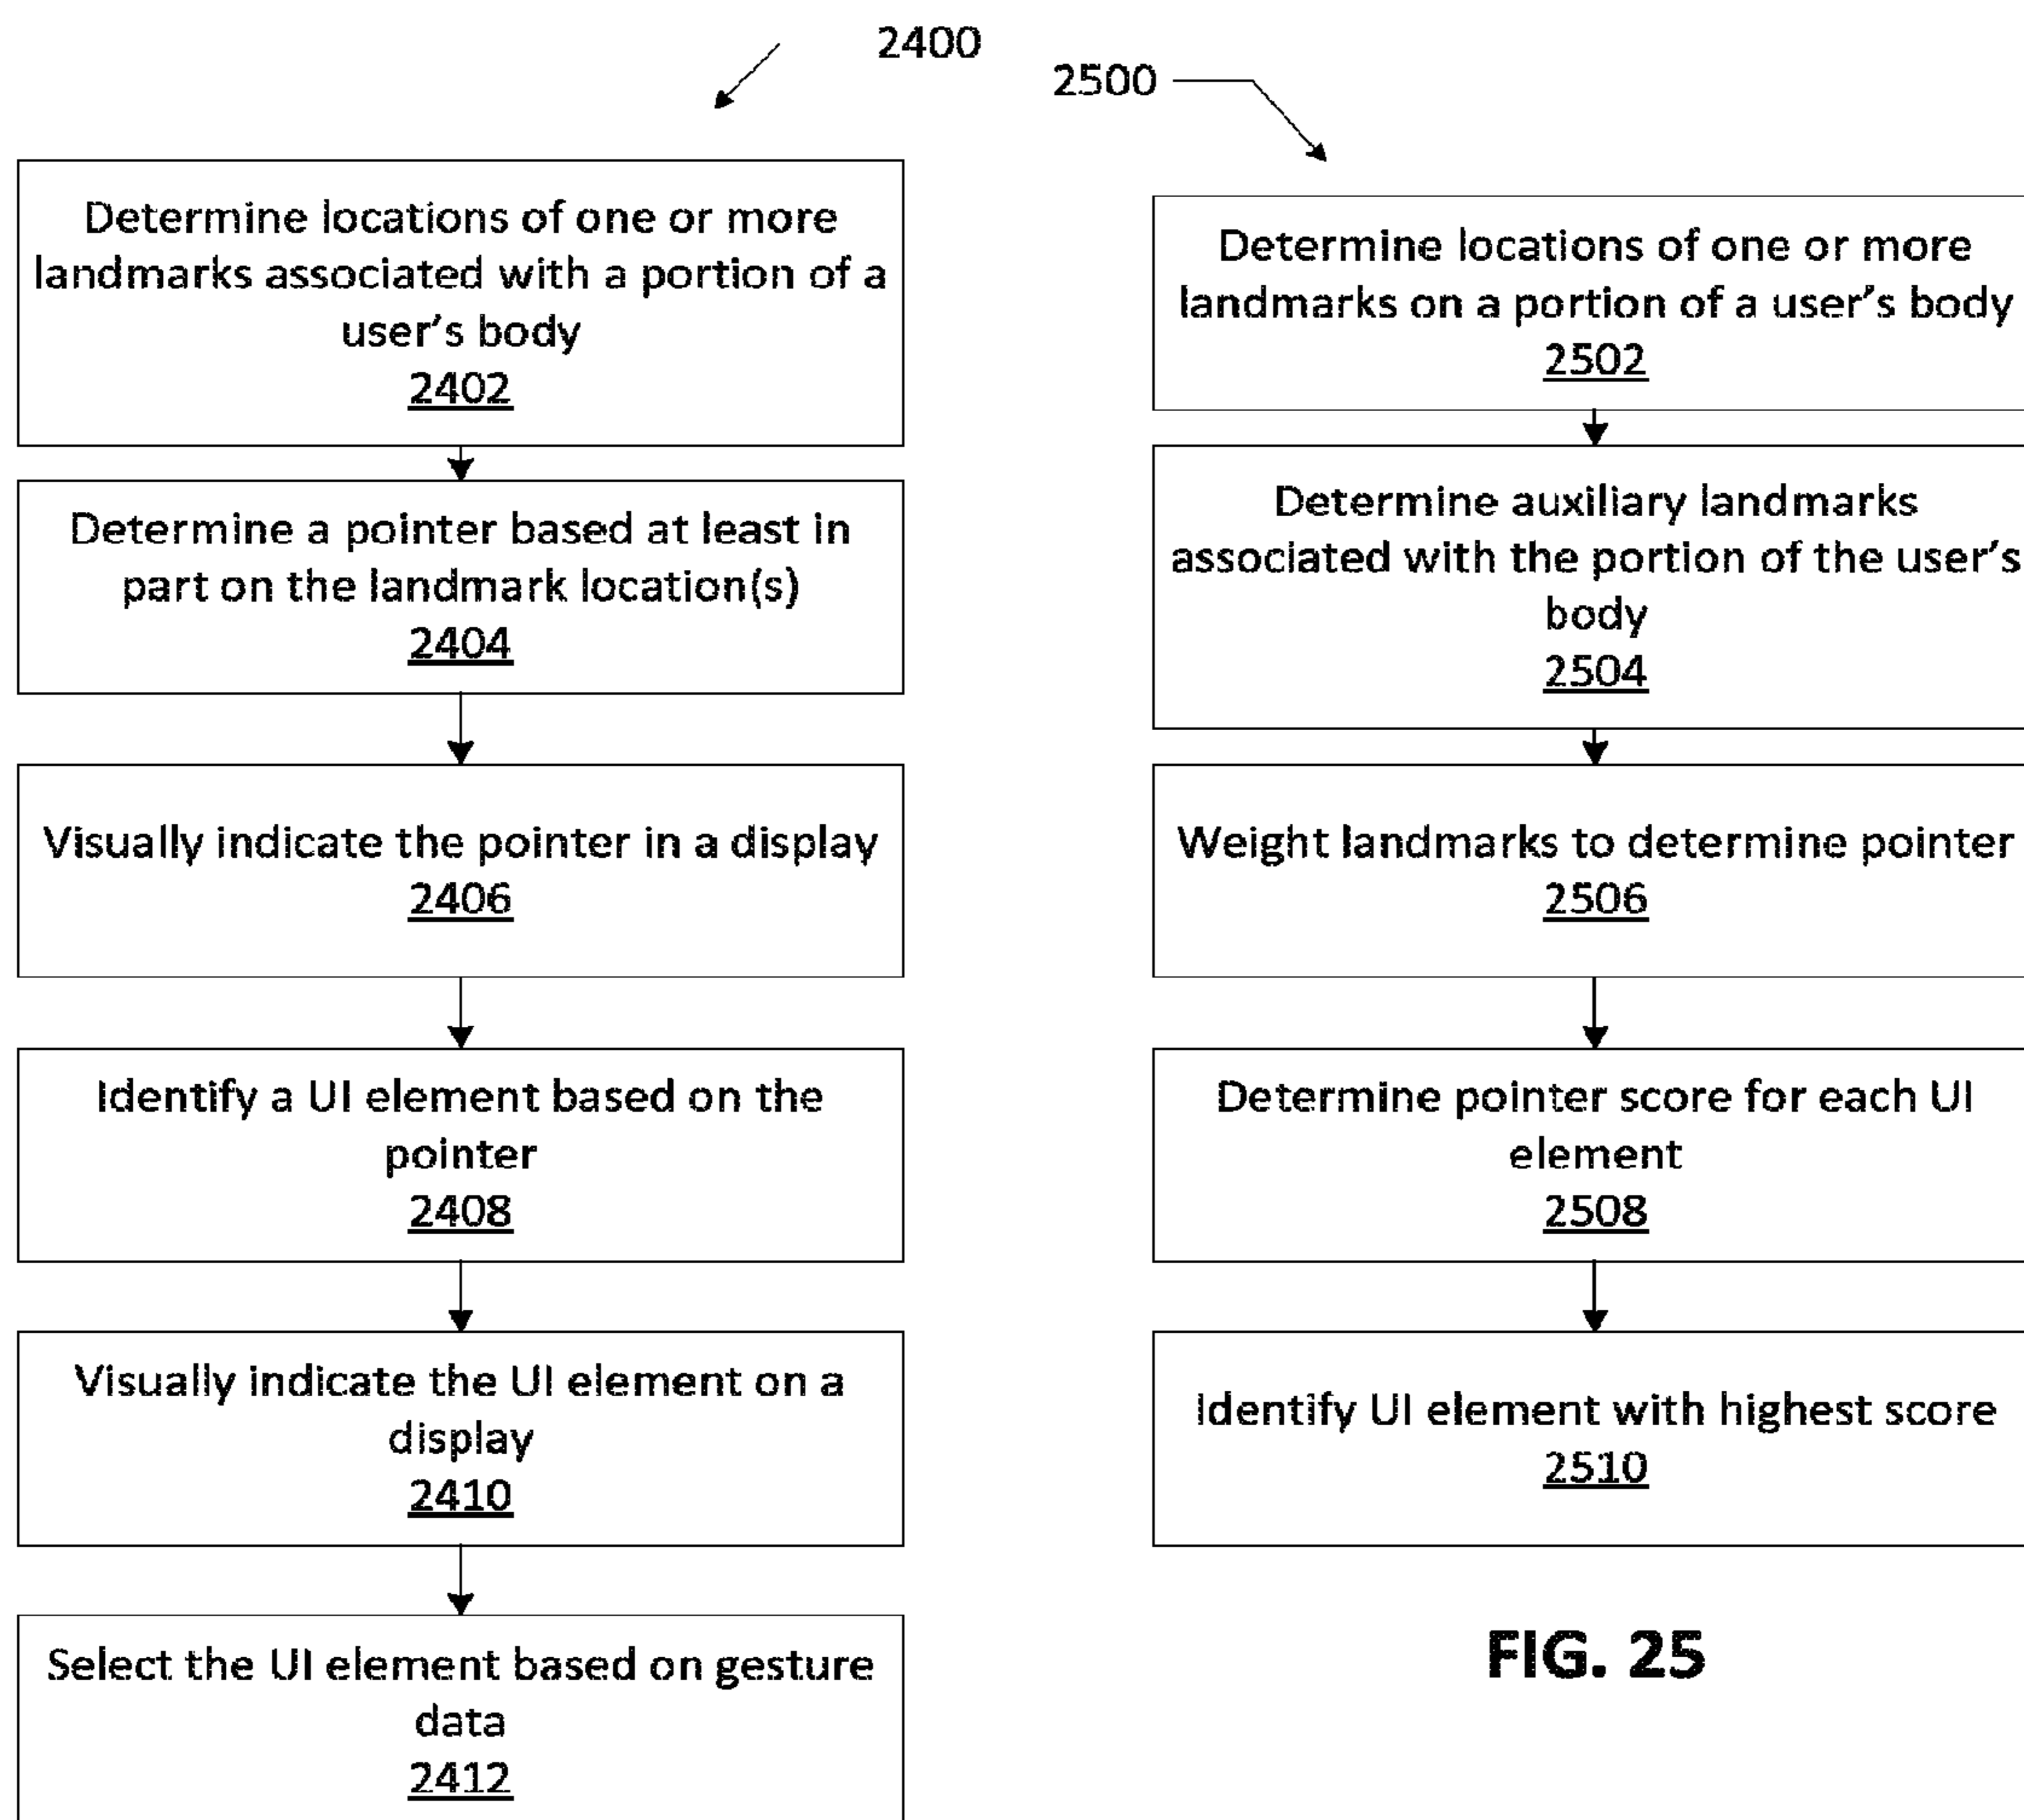 2400
Determine locations of one or more
landmarks associated with a portion of a
user's body
2402
Determine a pointer based at least in
part on the landmark location(s)
2404
Visually indicate the pointer in a display
2406
Identify a UI element based on the
pointer
2408
Visually indicate the UI element on a
display
2410
Select the UI element based on gesture
data
2412
2500
Determine locations of one or more
landmarks on a portion of a user's body
2502
Determine auxiliary landmarks
associated with the portion of the user's
body
2504
Weight landmarks to determine pointer
2506
Determine pointer score for each UI
element
2508
Identify UI element with highest score
2510
FIG. 25